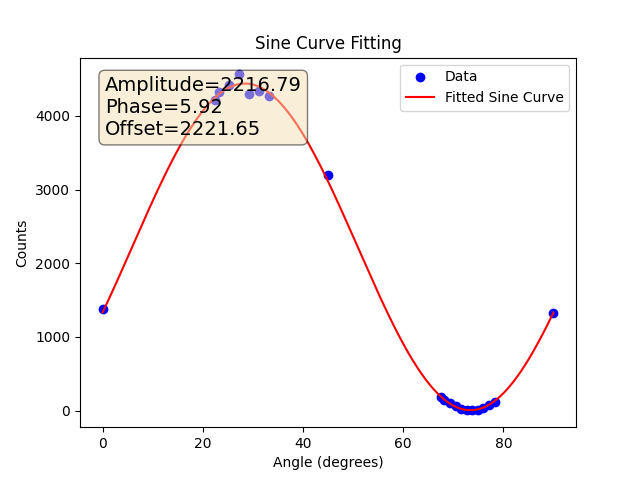 Sine Curve Fitting
Amplitude=2216.79
Phase=5.92
Offset=2221.65
Data
Fitted Sine Curve
4000
3000
2000
1000
0
Counts
0 20 40 60 80
Angle (degrees)